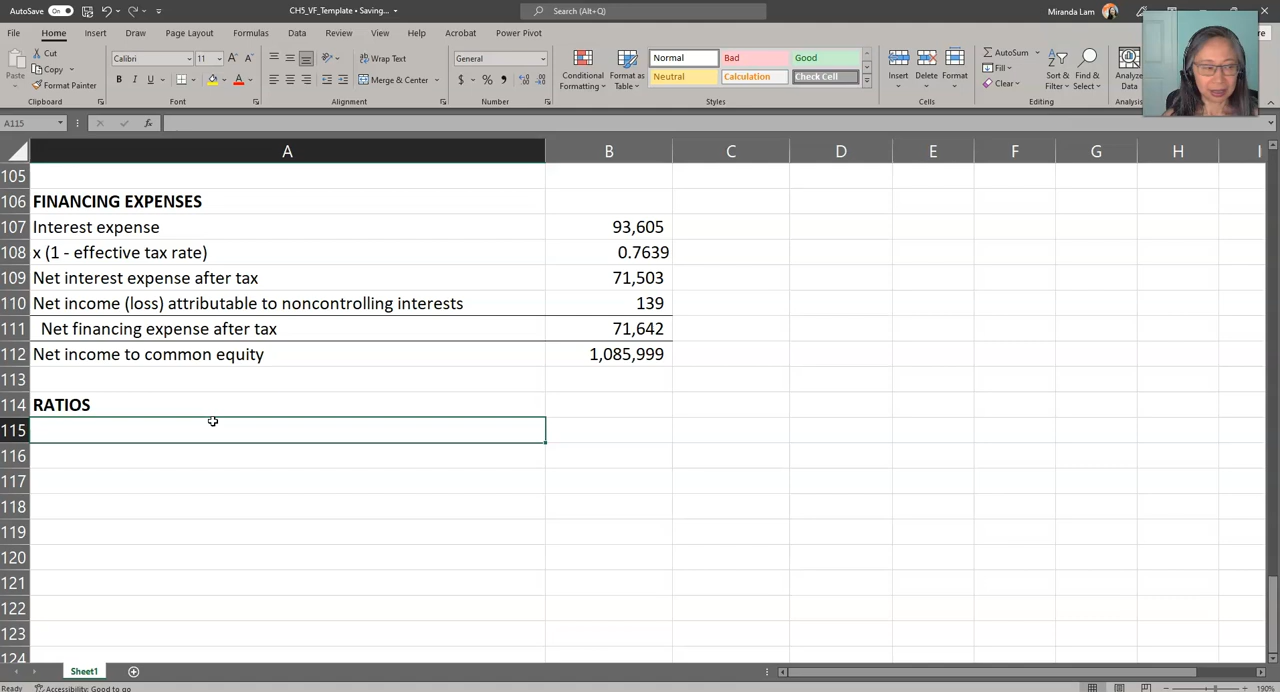 AutoSave On CH5_VF_Template • Saving... Search (Alt+Q) Miranda Lam
File Home Insert Draw Page Layout Formulas Data Review View Help Acrobat Power Pivot
Paste Cut Copy Format Painter Clipboard
Calibri 11 A A B I U A Font
Wrap Text Merge & Center Alignment
General $ % Number
Conditional Formatting Format as Table
Normal Bad Good
Neutral Calculation Check Cell
Styles
Insert Delete Format Cells
AutoSum Fill Clear Sort & Filter Find & Select Editing
Analyze Data Analysis
A115 fx
A B C D E F G H I
105
106 FINANCING EXPENSES
107 Interest expense 93,605
108 x (1 - effective tax rate) 0.7639
109 Net interest expense after tax 71,503
110 Net income (loss) attributable to noncontrolling interests 139
111 Net financing expense after tax 71,642
112 Net income to common equity 1,085,999
113
114 RATIOS
115
116
117
118
119
120
121
122
123
124
Sheet1
Ready Accessibility: Good to go 190%